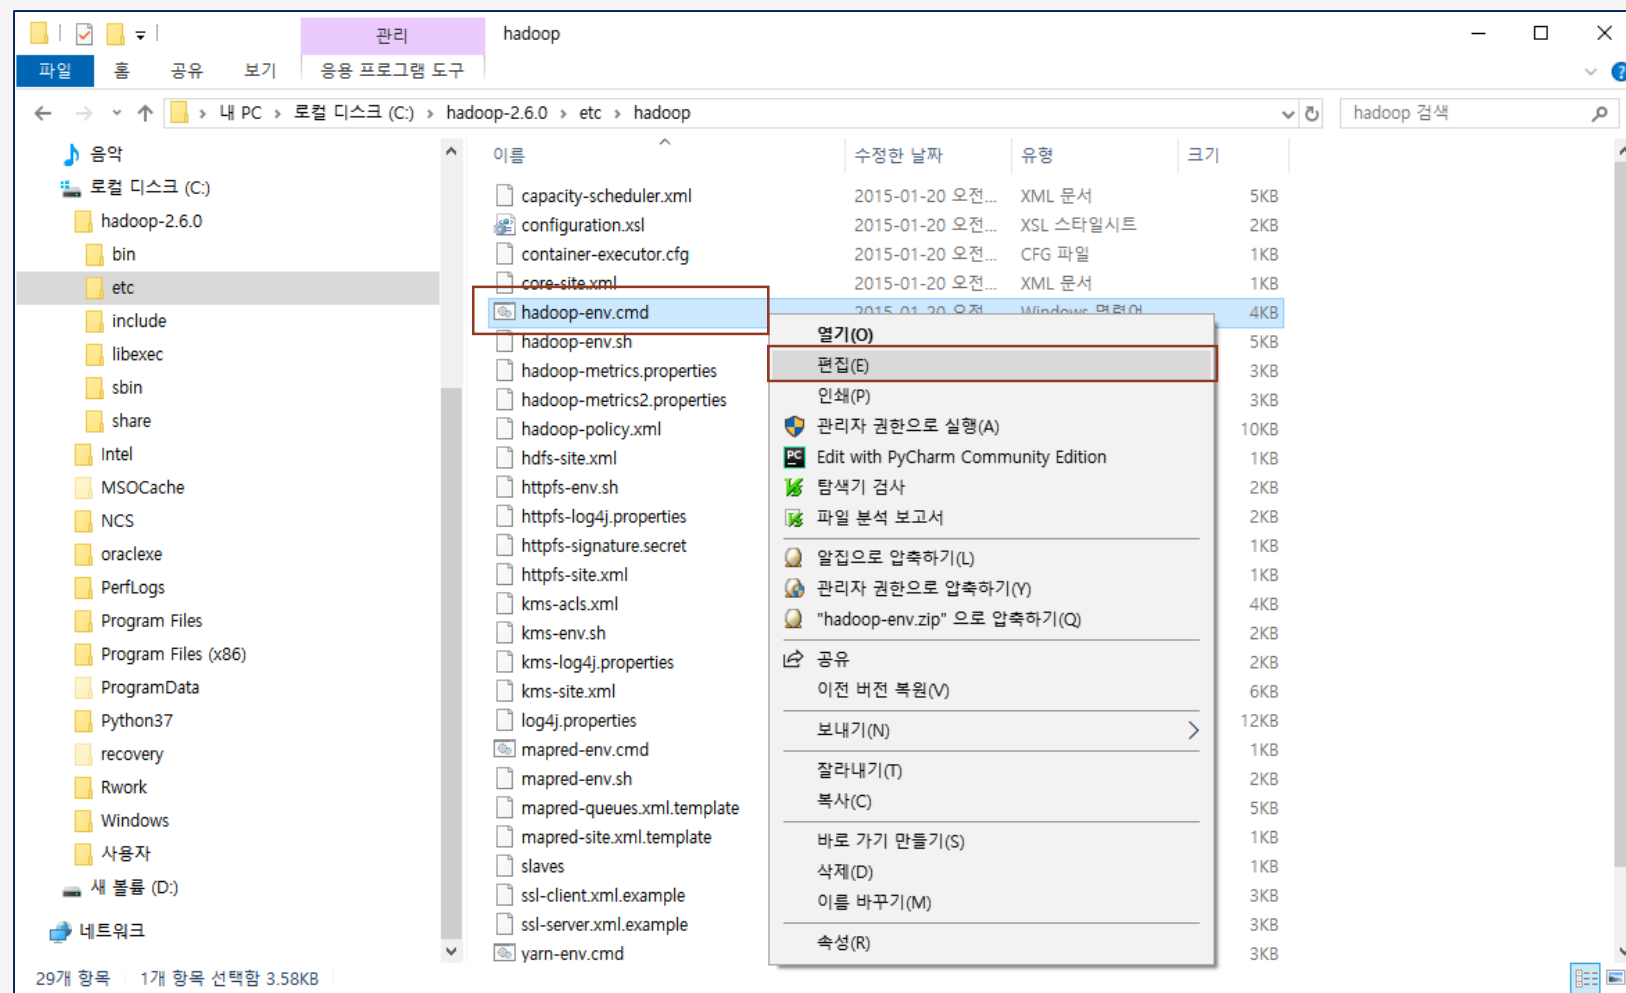 관리
hadoop
파일
홈
공유
보기
응용 프로그램 도구
내 PC > 로컬 디스크 (C:) > hadoop-2.6.0 > etc > hadoop
hadoop 검색
음악
로컬 디스크 (C:)
hadoop-2.6.0
bin
etc
include
libexec
sbin
share
Intel
MSOCache
NCS
oraclexe
PerfLogs
Program Files
Program Files (x86)
ProgramData
Python37
recovery
Rwork
Windows
사용자
새 볼륨 (D:)
네트워크
이름 수정한 날짜 유형 크기
capacity-scheduler.xml 2015-01-20 오전... XML 문서 5KB
configuration.xsl 2015-01-20 오전... XSL 스타일시트 2KB
container-executor.cfg 2015-01-20 오전... CFG 파일 1KB
core-site.xml 2015-01-20 오전... XML 문서 1KB
hadoop-env.cmd 2015-01-20 오전... Windows 명령어 4KB
hadoop-env.sh 5KB
hadoop-metrics.properties 3KB
hadoop-metrics2.properties 3KB
hadoop-policy.xml 10KB
hdfs-site.xml 1KB
httpfs-env.sh 2KB
httpfs-log4j.properties 2KB
httpfs-signature.secret 1KB
httpfs-site.xml 1KB
kms-acls.xml 4KB
kms-env.sh 2KB
kms-log4j.properties 2KB
kms-site.xml 6KB
log4j.properties 12KB
mapred-env.cmd 1KB
mapred-env.sh 2KB
mapred-queues.xml.template 5KB
mapred-site.xml.template 1KB
slaves 1KB
ssl-client.xml.example 3KB
ssl-server.xml.example 3KB
yarn-env.cmd 3KB
열기(O)
편집(E)
인쇄(P)
관리자 권한으로 실행(A)
Edit with PyCharm Community Edition
탐색기 검사
파일 분석 보고서
알집으로 압축하기(L)
관리자 권한으로 압축하기(Y)
"hadoop-env.zip" 으로 압축하기(Q)
공유
이전 버전 복원(V)
보내기(N)
잘라내기(T)
복사(C)
바로 가기 만들기(S)
삭제(D)
이름 바꾸기(M)
속성(R)
29개 항목
1개 항목 선택함 3.58KB